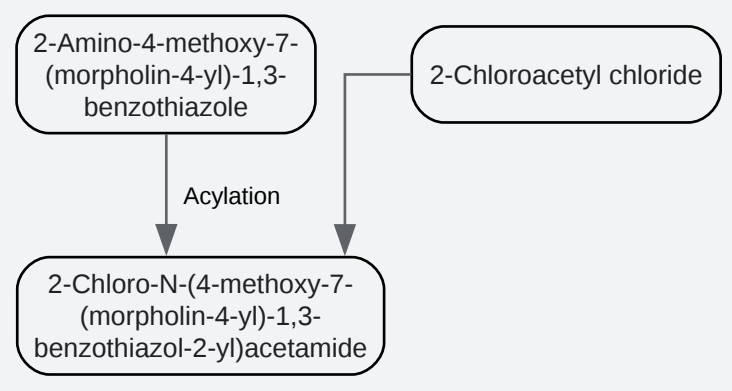 2-Amino-4-methoxy-7-
(morpholin-4-yl)-1,3-
benzothiazole
2-Chloroacetyl chloride
Acylation
2-Chloro-N-(4-methoxy-7-
(morpholin-4-yl)-1,3-
benzothiazol-2-yl)acetamide